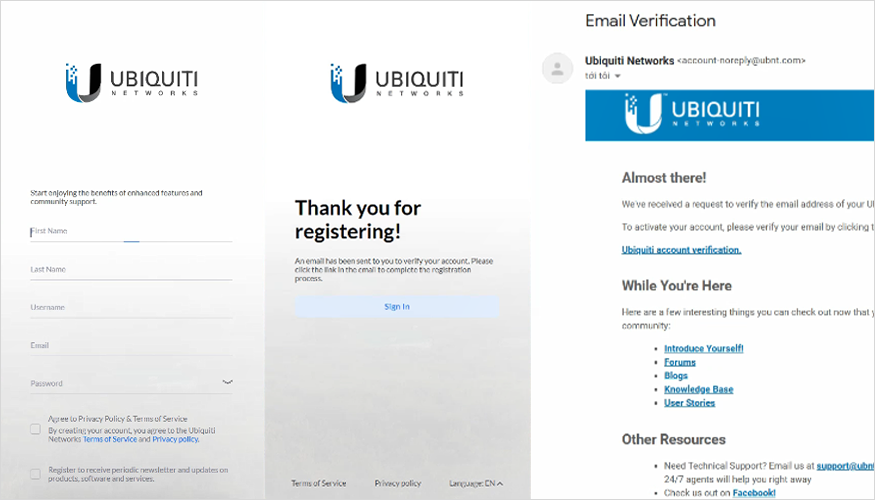 UBIQUITI
NETWORKS
Start enjoying the benefits of enhanced features and
community support.
First Name
Last Name
Username
Email
Password
Agree to Privacy Policy & Terms of Service
By creating your account, you agree to the Ubiquiti
Networks Terms of Service and Privacy policy.
Register to receive periodic newsletter and updates on
products, software and services.
UBIQUITI
NETWORKS
Thank you for
registering!
An email has been sent to you to verify your account. Please
click the link in the email to complete the registration
process.
Sign In
Terms of Service Privacy policy Language: EN
Email Verification
Ubiquiti Networks <account-noreply@ubnt.com>
tới tôi
UBIQUITI
NETWORKS
Almost there!
We've received a request to verify the email address of your U
To activate your account, please verify your email by clicking t
Ubiquiti account verification.
While You're Here
Here are a few interesting things you can check out now that y
community:
Introduce Yourself!
Forums
Blogs
Knowledge Base
User Stories
Other Resources
Need Technical Support? Email us at support@ubn
24/7 agents will help you right away
Check us out on Facebook!